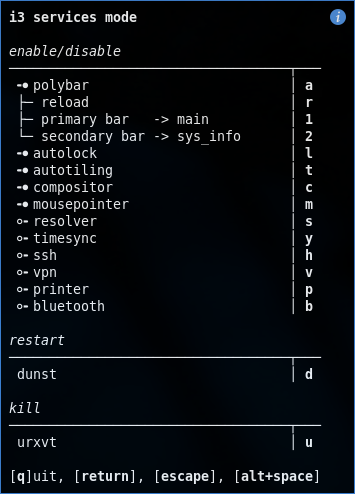 i3 services mode
enable/disable
polybar a
reload r
primary bar -> main 1
secondary bar -> sys_info 2
autolock l
autotiling t
compositor c
mousepointer m
resolver s
timesync y
ssh h
vpn v
printer p
bluetooth b
restart
dunst d
kill
urxvt u
[q]uit, [return], [escape], [alt+space]